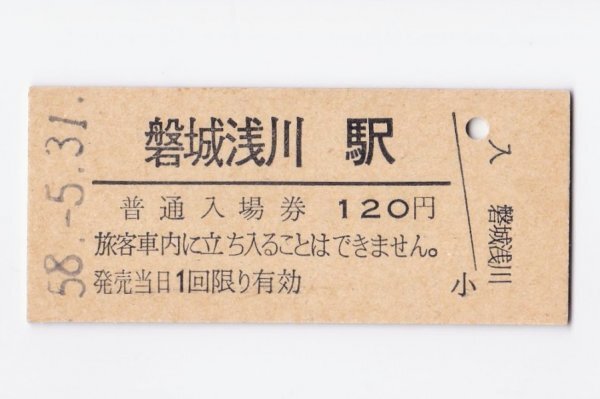 58.-5.31.
磐城浅川 駅
普通入場券 120円
旅客車内に立ち入ることはできません。
発売当日1回限り有効
小
入
磐城浅川